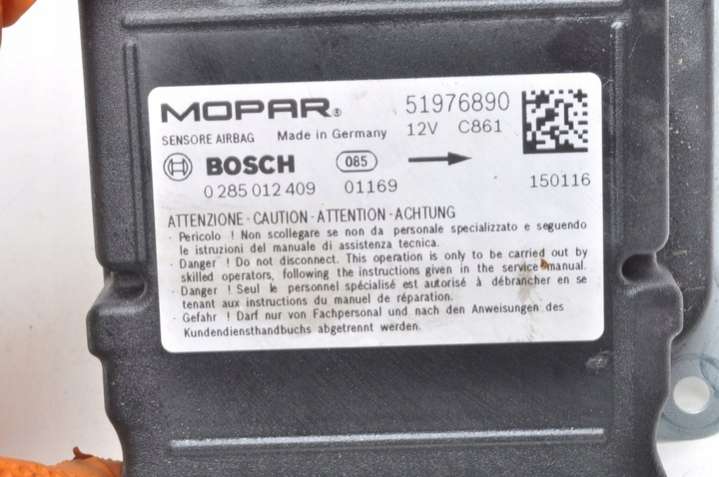 MOPAR® 51976890
SENSORE AIRBAG Made in Germany 12V C861
BOSCH 085
0 285 012 409 01169 150116
ATTENZIONE - CAUTION - ATTENTION - ACHTUNG
· Pericolo ! Non scollegare se non da personale specializzato e seguendo
le istruzioni del manuale di assistenza tecnica.
· Danger ! Do not disconnect. This operation is only to be carried out by
skilled operators, following the instructions given in the service manual.
· Danger ! Seul le personnel spécialisé est autorisé à débrancher en se
tenant aux instructions du manuel de réparation.
· Gefahr ! Darf nur von Fachpersonal und nach den Anweisungen des
Kundendiensthandbuchs abgetrennt werden.